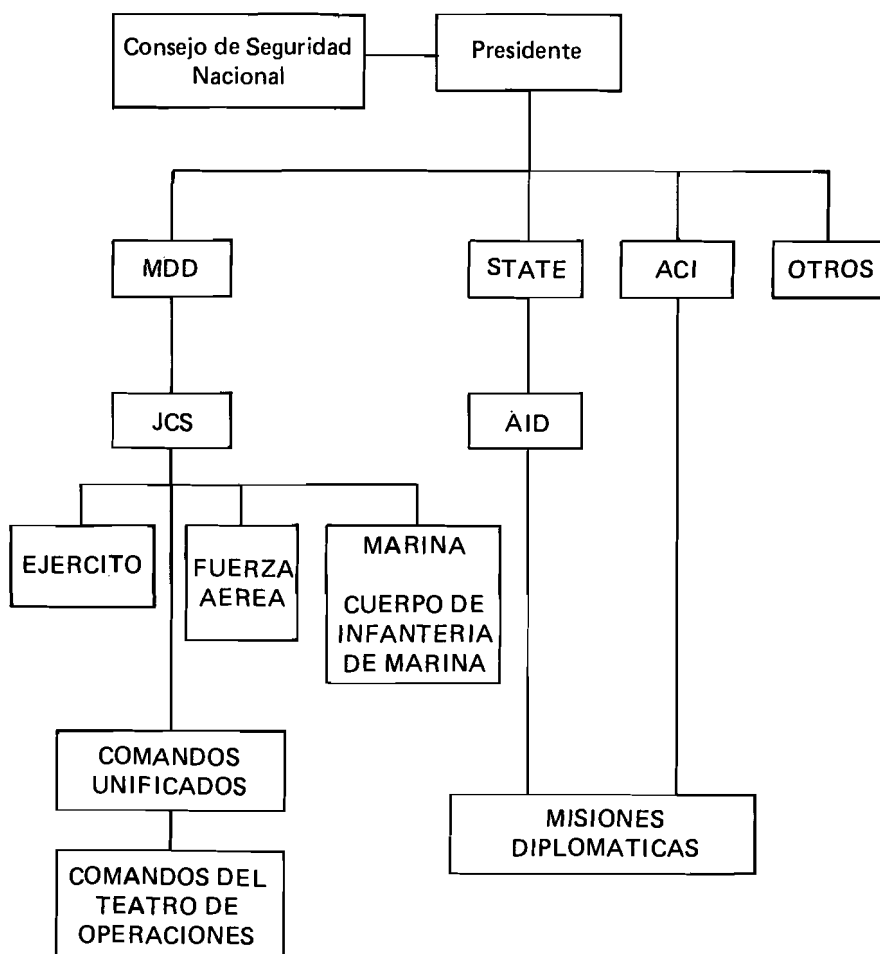 Consejo de Seguridad
Nacional
Presidente
MDD
STATE
ACI
OTROS
JCS
AID
EJERCITO
FUERZA
AEREA
MARINA
CUERPO DE
INFANTERIA
DE MARINA
COMANDOS
UNIFICADOS
MISIONES
DIPLOMATICAS
COMANDOS DEL
TEATRO DE
OPERACIONES